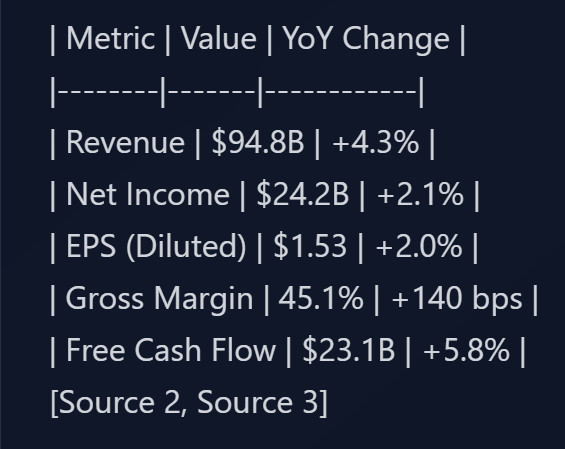 | Metric | Value | YoY Change |
|--------|-------|------------|
| Revenue | $94.8B | +4.3% |
| Net Income | $24.2B | +2.1% |
| EPS (Diluted) | $1.53 | +2.0% |
| Gross Margin | 45.1% | +140 bps |
| Free Cash Flow | $23.1B | +5.8% |
[Source 2, Source 3]